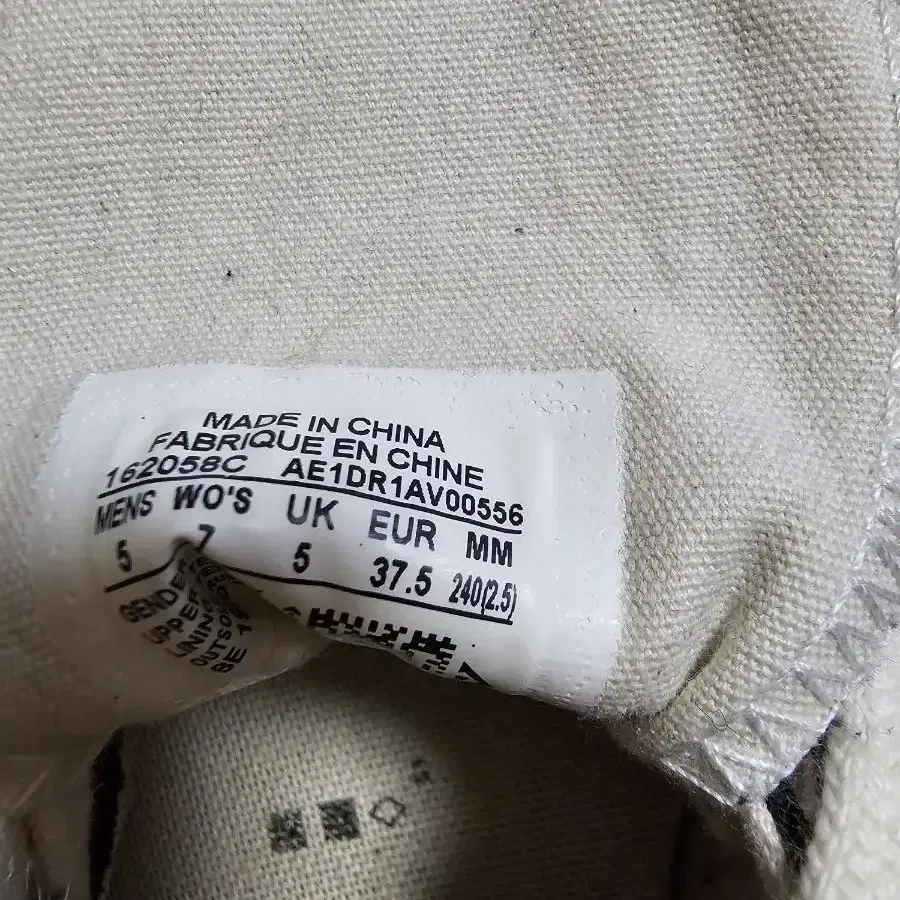 MADE IN CHINA
FABRIQUE EN CHINE
162058C AE1DR1AV00556
MENS WO'S UK EUR MM
5 7 5 37.5 240(2.5)